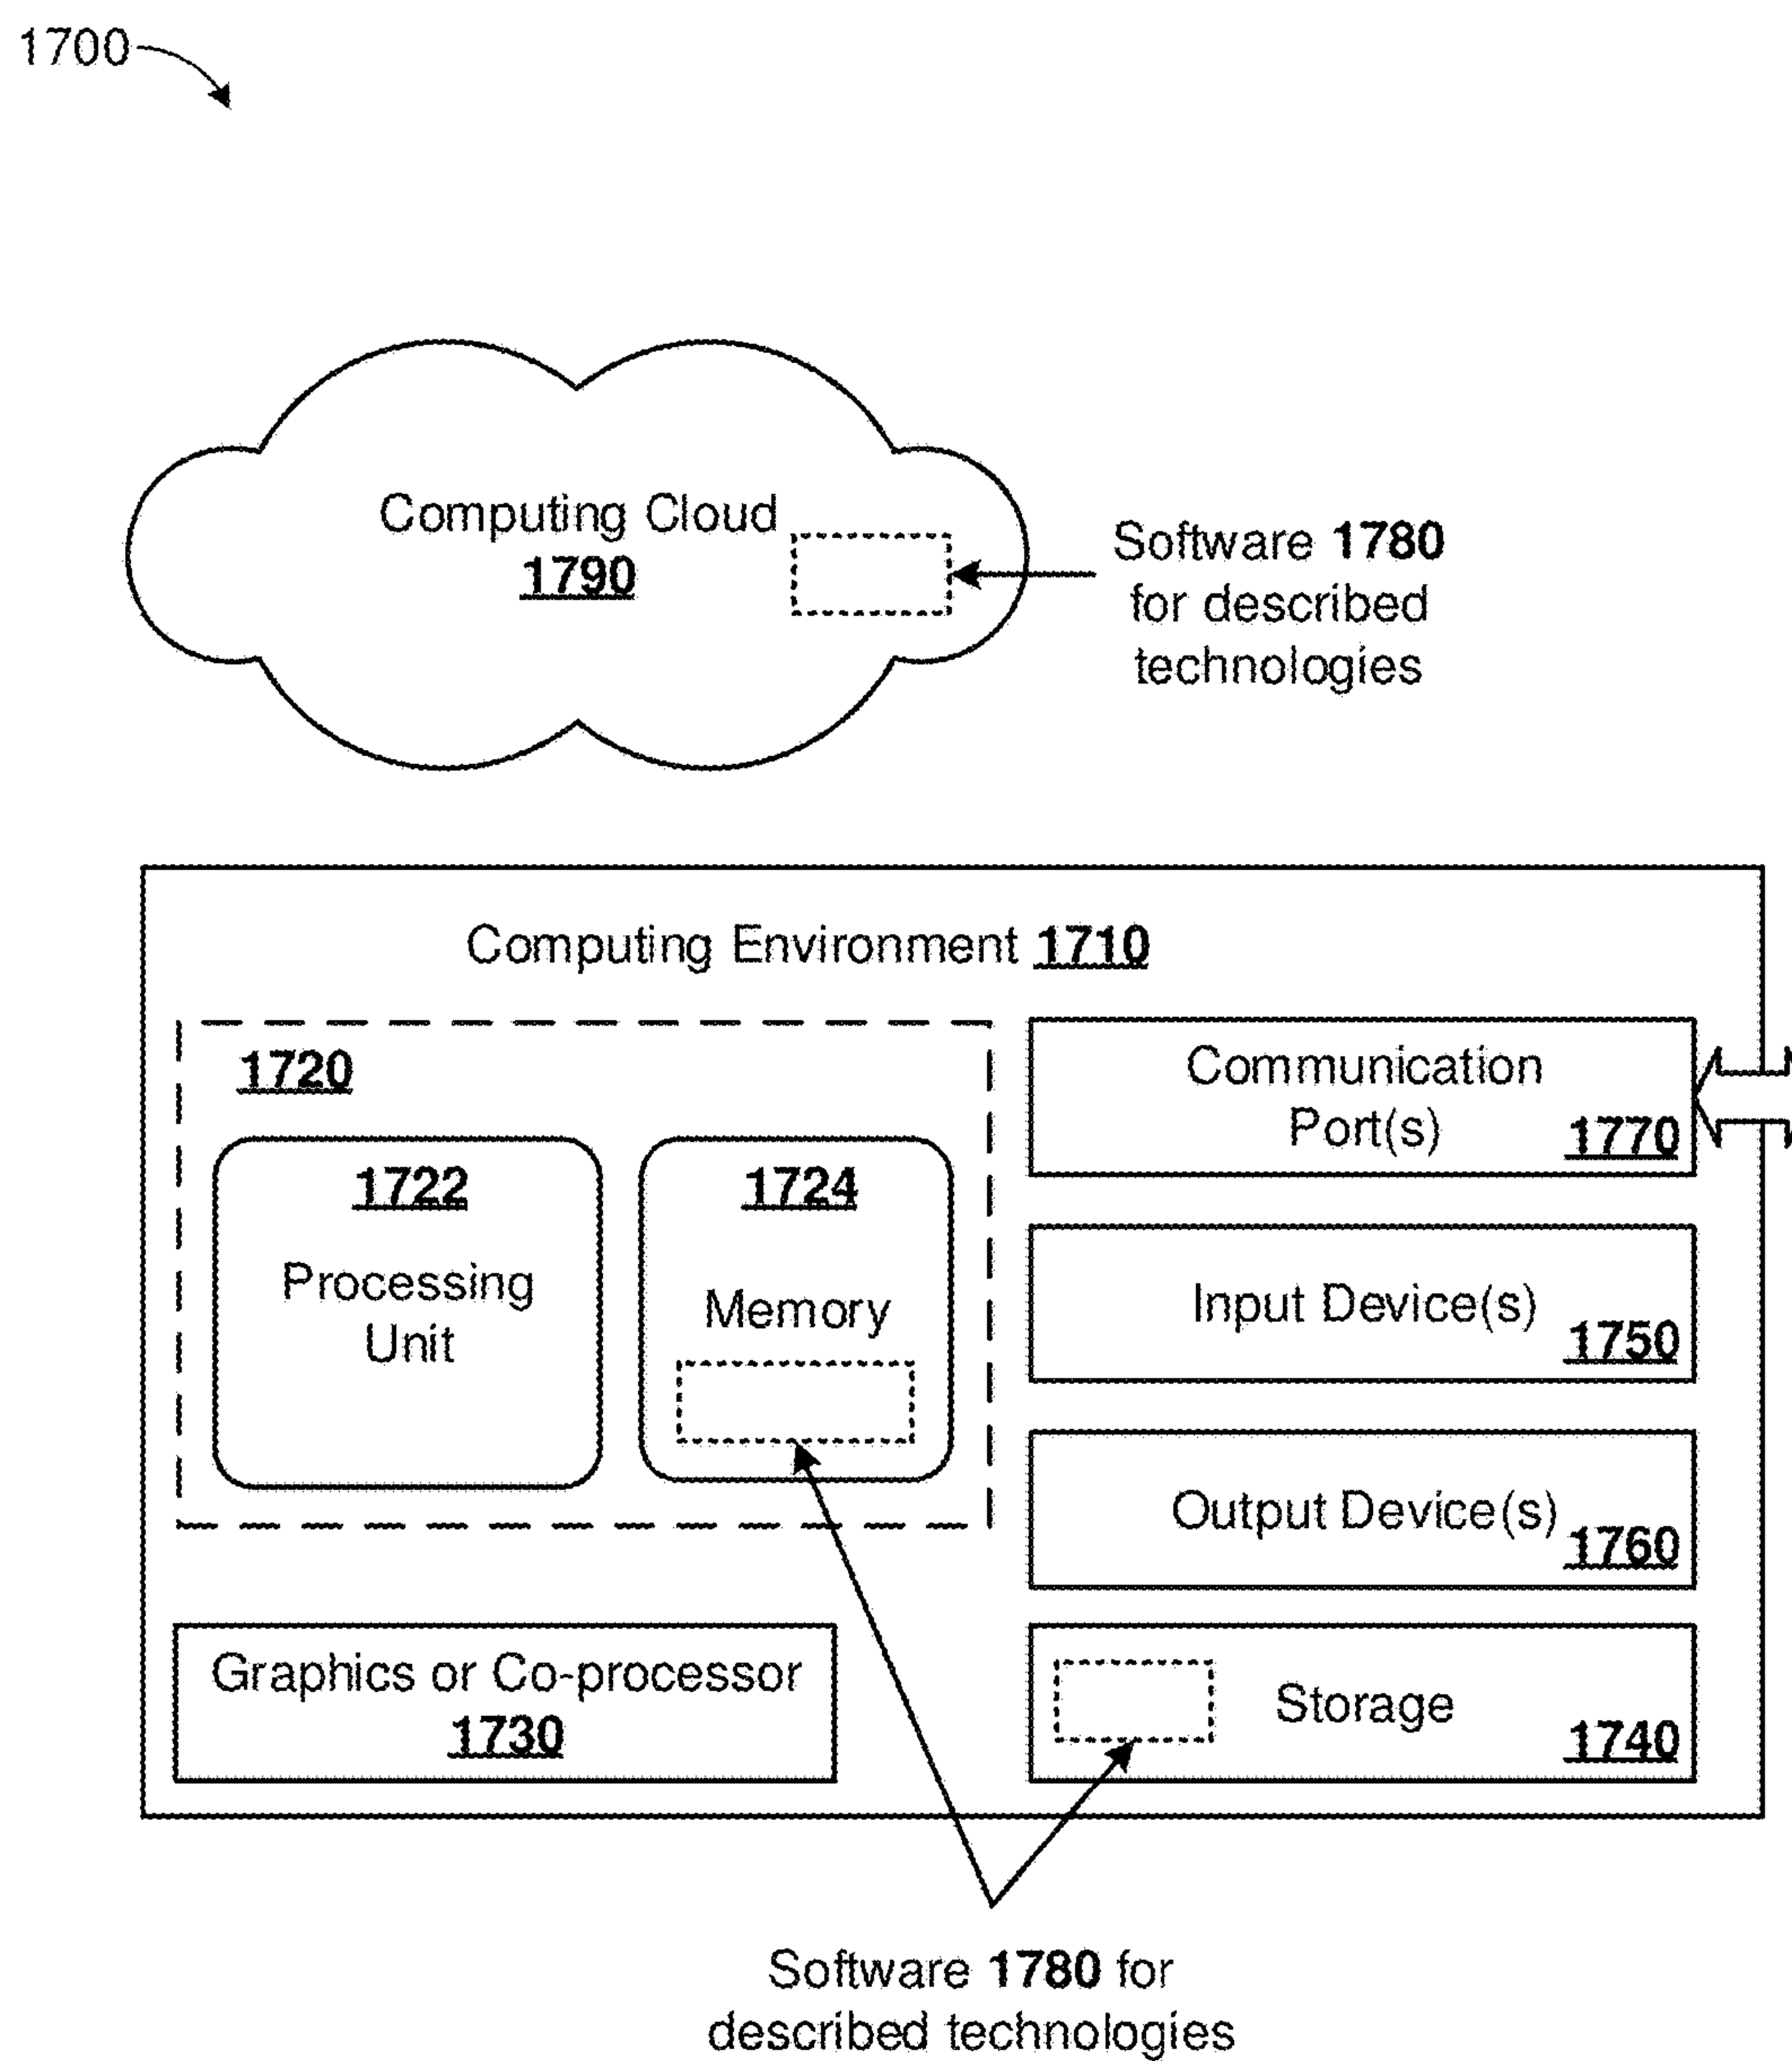 1700
Computing Cloud
1790
Software 1780
for described
technologies
Computing Environment 1710
1720
1722
Processing
Unit
1724
Memory
Communication
Port(s)
1770
Input Device(s)
1750
Output Device(s)
1760
Graphics or Co-processor
1730
Storage
1740
Software 1780 for
described technologies